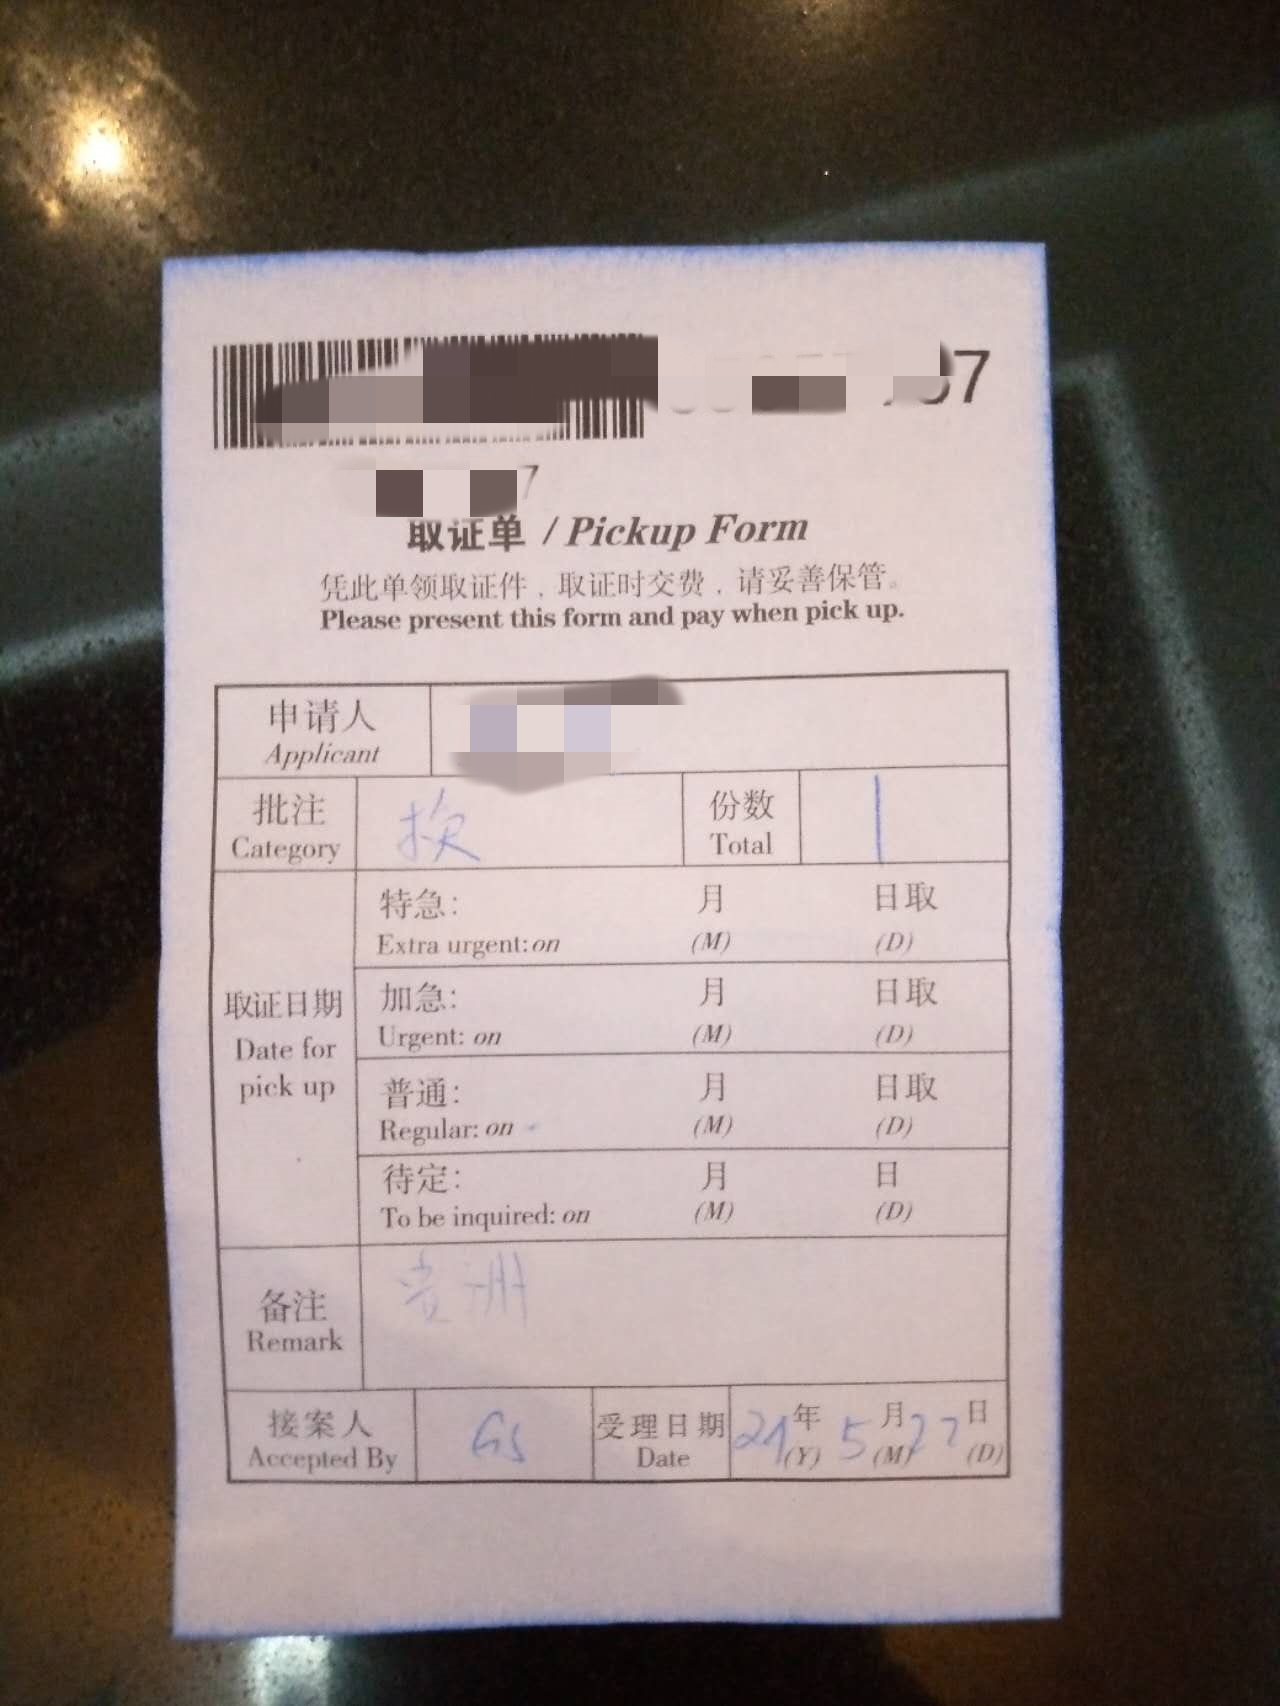 7
7
取证单 / Pickup Form
凭此单领取证件，取证时交费，请妥善保管。
Please present this form and pay when pick up.
申请人
Applicant
批注 换 份数 1
Category Total
特急： 月 日取
Extra urgent: on (M) (D)
加急： 月 日取
Urgent: on (M) (D)
取证日期
Date for
pick up
普通： 月 日取
Regular: on (M) (D)
待定： 月 日
To be inquired: on (M) (D)
备注 贵洲
Remark
接案人 GS 受理日期 21年 5月 日
Accepted By Date (Y) (M) (D)